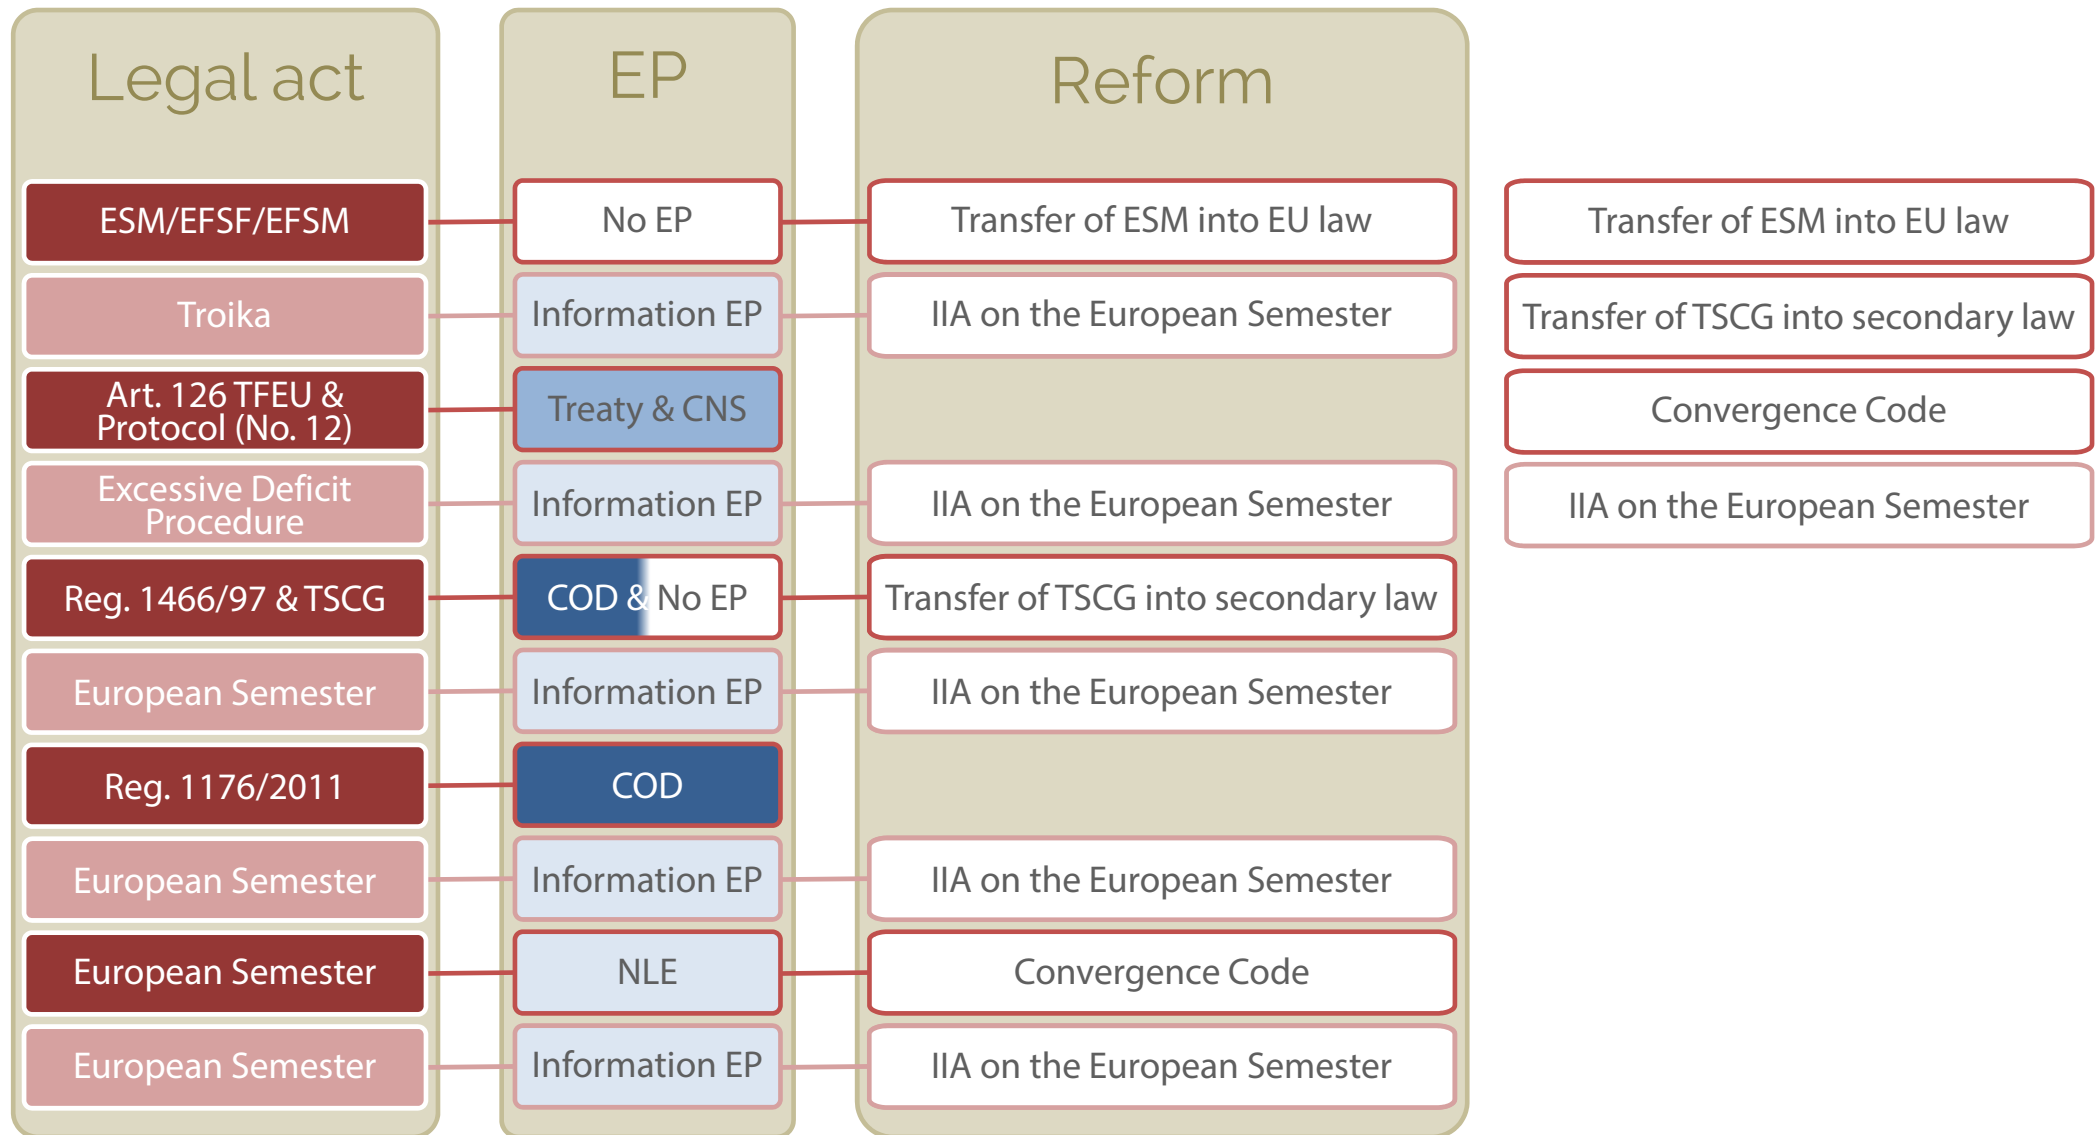 Legal act
EP
Reform
ESM/EFSF/EFSM
No EP
Transfer of ESM into EU law
Transfer of ESM into EU law
Troika
Information EP
IIA on the European Semester
Transfer of TSCG into secondary law
Art. 126 TFEU &
Protocol (No. 12)
Treaty & CNS
Convergence Code
Excessive Deficit
Procedure
Information EP
IIA on the European Semester
IIA on the European Semester
Reg. 1466/97 & TSCG
COD & No EP
Transfer of TSCG into secondary law
European Semester
Information EP
IIA on the European Semester
Reg. 1176/2011
COD
European Semester
Information EP
IIA on the European Semester
European Semester
NLE
Convergence Code
European Semester
Information EP
IIA on the European Semester